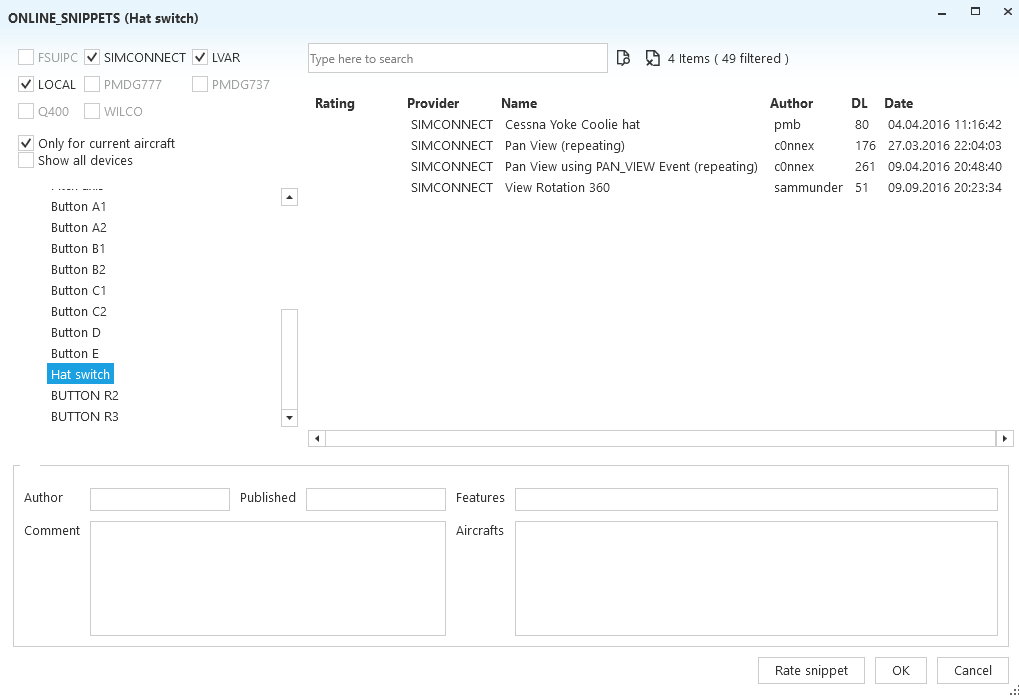 ONLINE_SNIPPETS (Hat switch)
FSUIPC SIMCONNECT LVAR
LOCAL PMDG777 PMDG737
Q400 WILCO
Only for current aircraft
Show all devices
Button A1
Button A2
Button B1
Button B2
Button C1
Button C2
Button D
Button E
Hat switch
BUTTON R2
BUTTON R3
Type here to search
4 Items ( 49 filtered )
Rating Provider Name Author DL Date
SIMCONNECT Cessna Yoke Coolie hat pmb 80 04.04.2016 11:16:42
SIMCONNECT Pan View (repeating) c0nnex 176 27.03.2016 22:04:03
SIMCONNECT Pan View using PAN_VIEW Event (repeating) c0nnex 261 09.04.2016 20:48:40
SIMCONNECT View Rotation 360 sammunder 51 09.09.2016 20:23:34
Author Published Features
Comment Aircrafts
Rate snippet OK Cancel